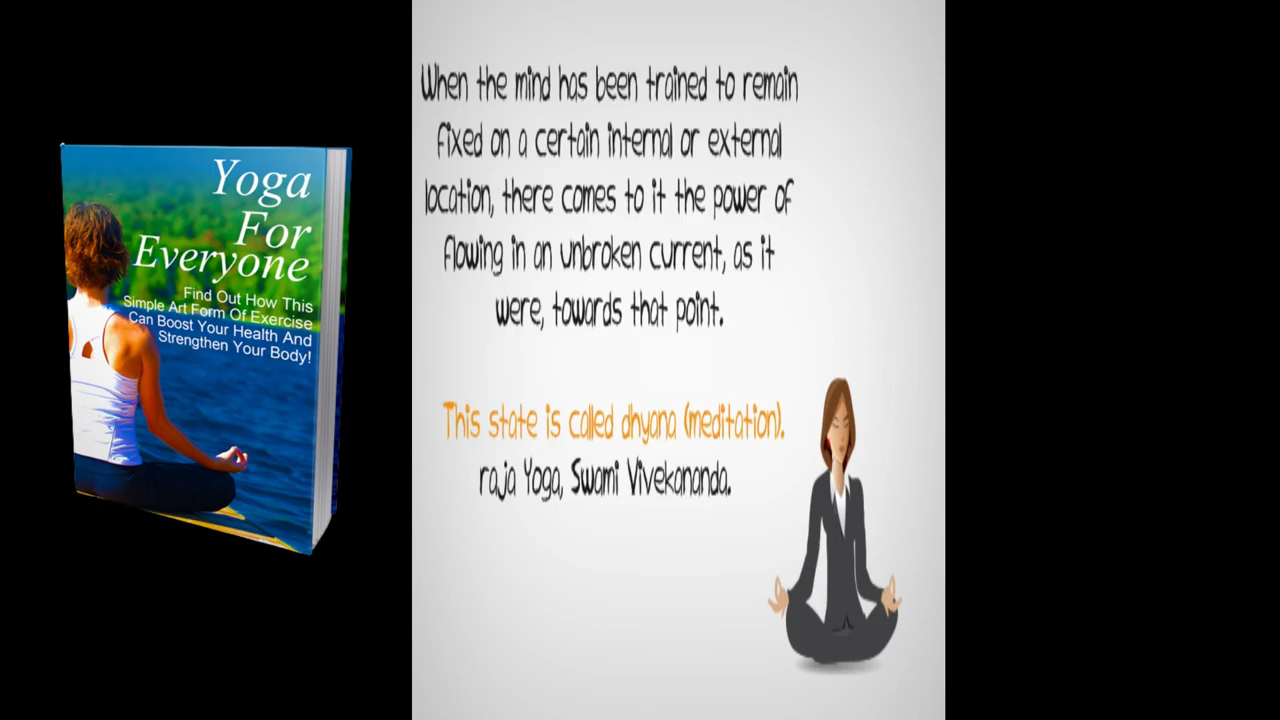 Yoga
For
Everyone
Find Out How This
Simple Art Form Of Exercise
Can Boost Your Health And
Strengthen Your Body!
When the mind has been trained to remain
fixed on a certain internal or external
location, there comes to it the power of
flowing in an unbroken current, as it
were, towards that point.
This state is called dhyana (meditation).
raja Yoga, Swami Vivekananda.